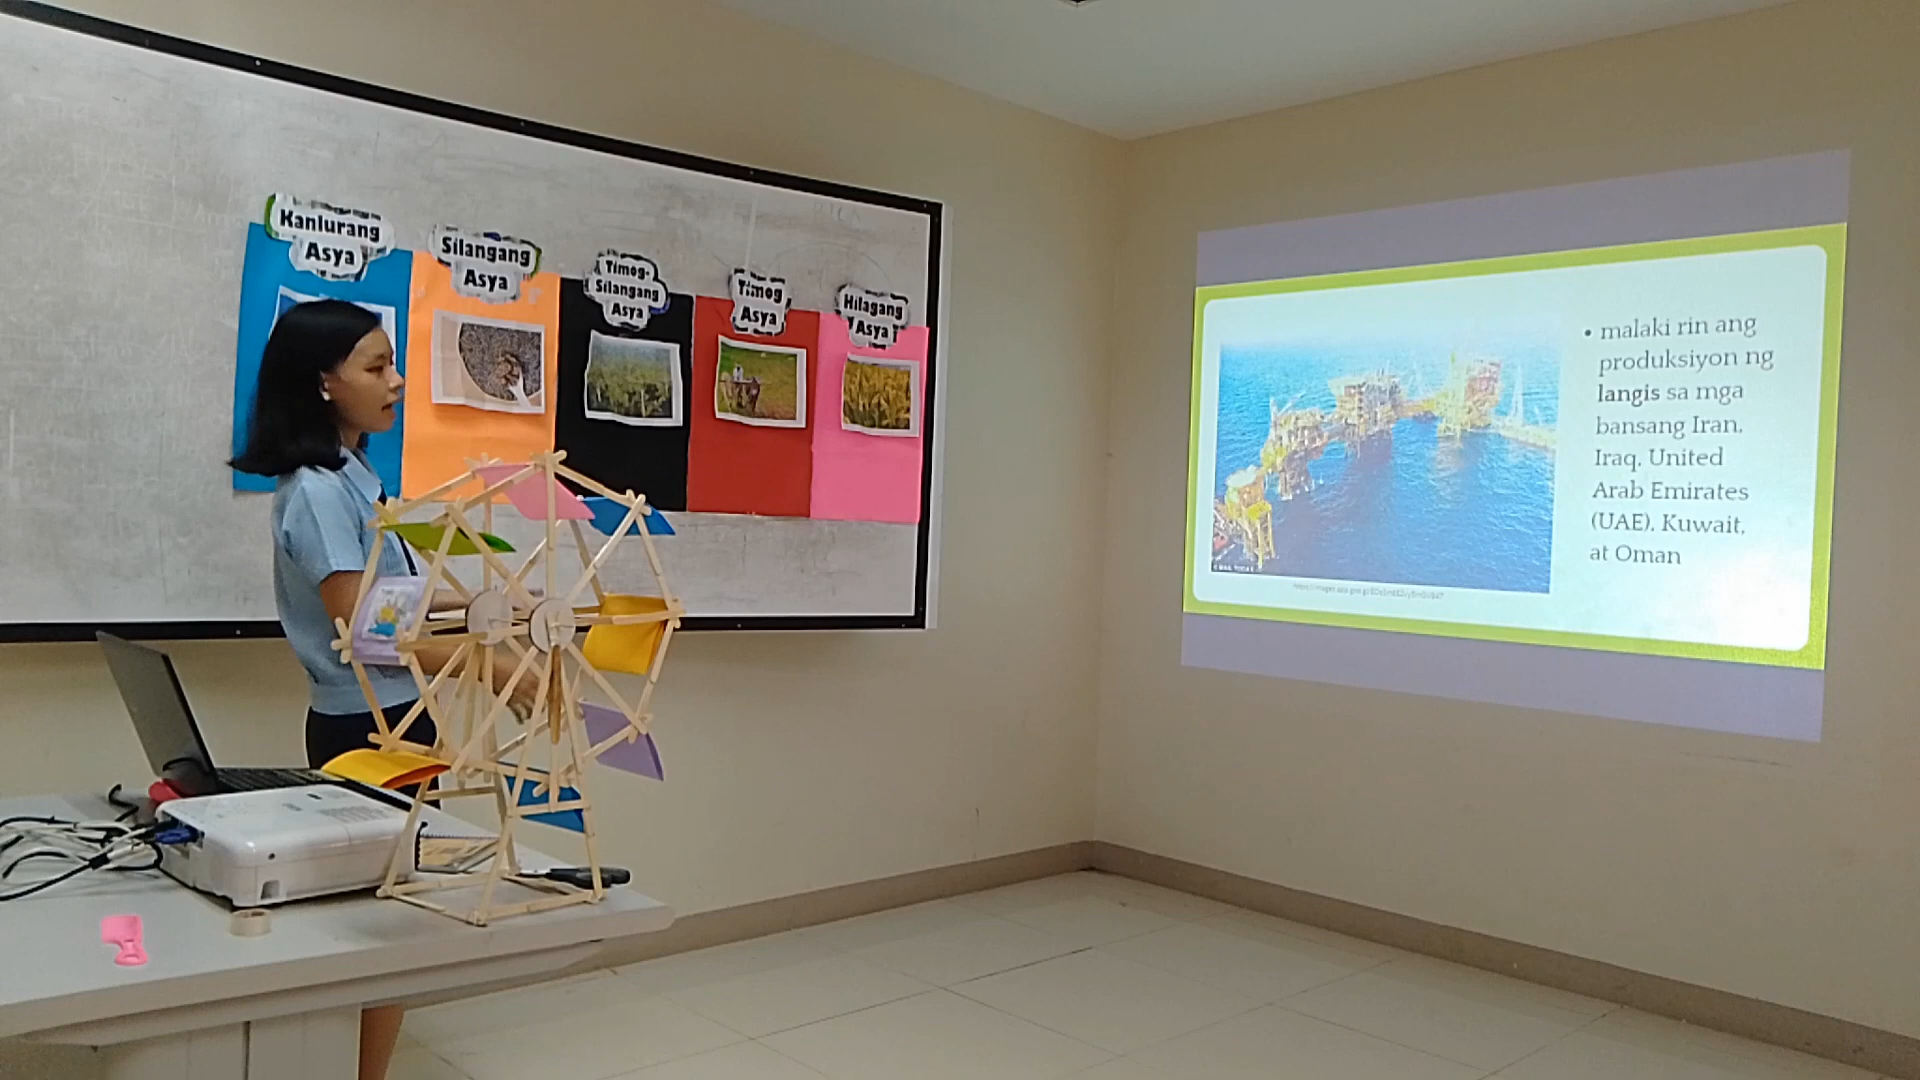 Kanlurang
Asya
Silangang
Asya
Timog-
Silangang
Asya
Timog
Asya
Hilagang
Asya
• malaki rin ang
produksiyon ng
langis sa mga
bansang Iran,
Iraq, United
Arab Emirates
(UAE), Kuwait,
at Oman